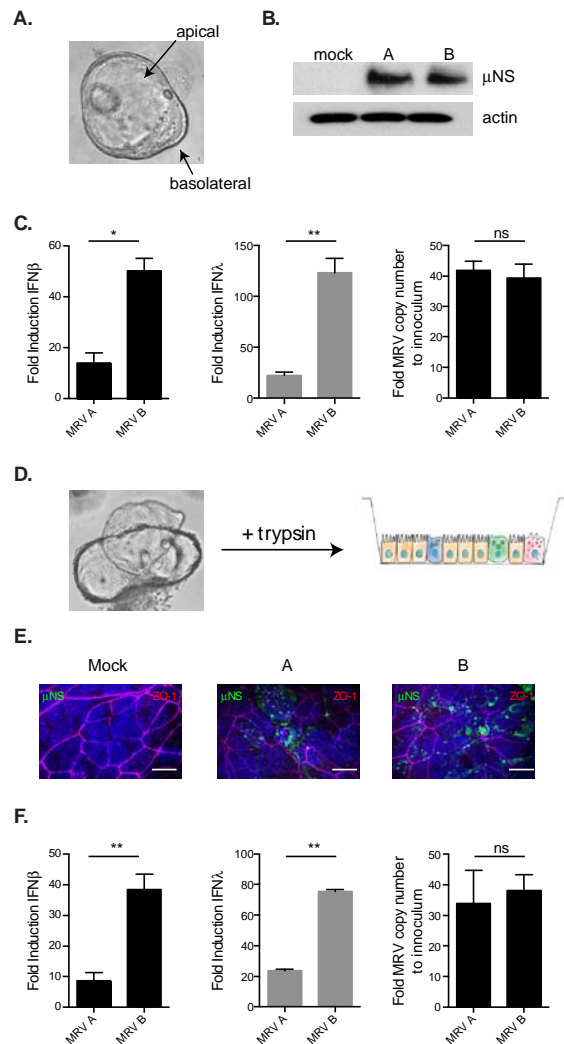 A.
apical
basolateral
B.
mock A B
μNS
actin
C.
*
Fold Induction IFNβ
60
40
20
0
MRV A
MRV B
**
Fold Induction IFNλ
150
100
50
0
MRV A
MRV B
ns
Fold MRV copy number
to innoculum
50
40
30
20
10
0
MRV A
MRV B
D.
+ trypsin
E.
Mock
A
B
μNS ZO-1
μNS ZO-1
μNS ZO-1
F.
**
Fold Induction IFNβ
50
40
30
20
10
0
MRV A
MRV B
**
Fold Induction IFNλ
100
80
60
40
20
0
MRV A
MRV B
ns
Fold MRV copy number
to innoculum
50
40
30
20
10
0
MRV A
MRV B